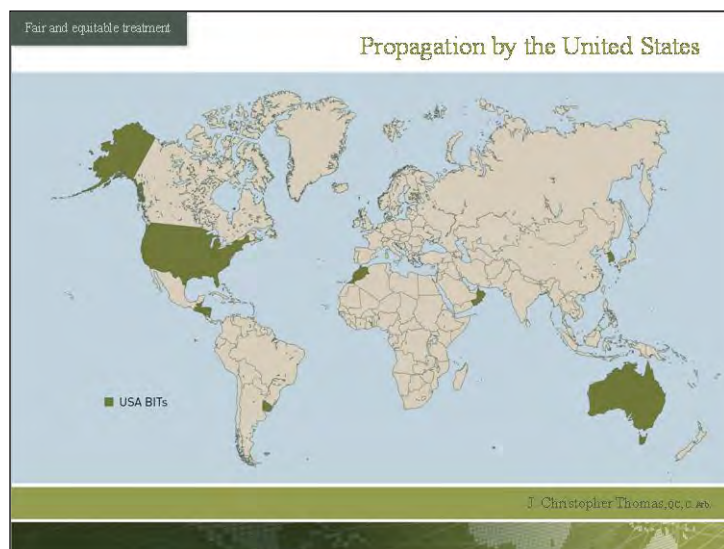 Fair and equitable treatment
Propagation by the United States
USA BITs
J. Christopher Thomas, QC, C. Arb.